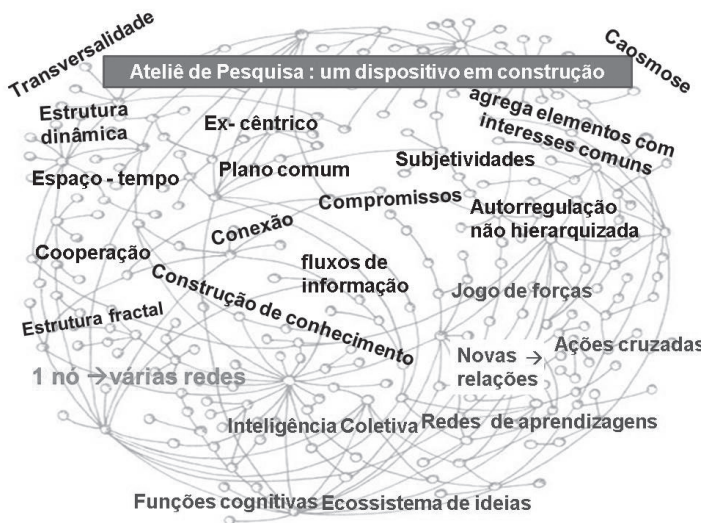 Transversalidade
Caosmose
Ateliê de Pesquisa : um dispositivo em construção
Estrutura
dinâmica
Ex- cêntrico
agrega elementos com
interesses comuns
Espaço - tempo
Plano comum
Subjetividades
Compromissos
Autorregulação
não hierarquizada
Conexão
Cooperação
fluxos de
informação
Construção de conhecimento
Jogo de forças
Estrutura fractal
Novas →
relações
Ações cruzadas
1 nó →várias redes
Inteligência Coletiva
Redes de aprendizagens
Funções cognitivas
Ecossistema de ideias